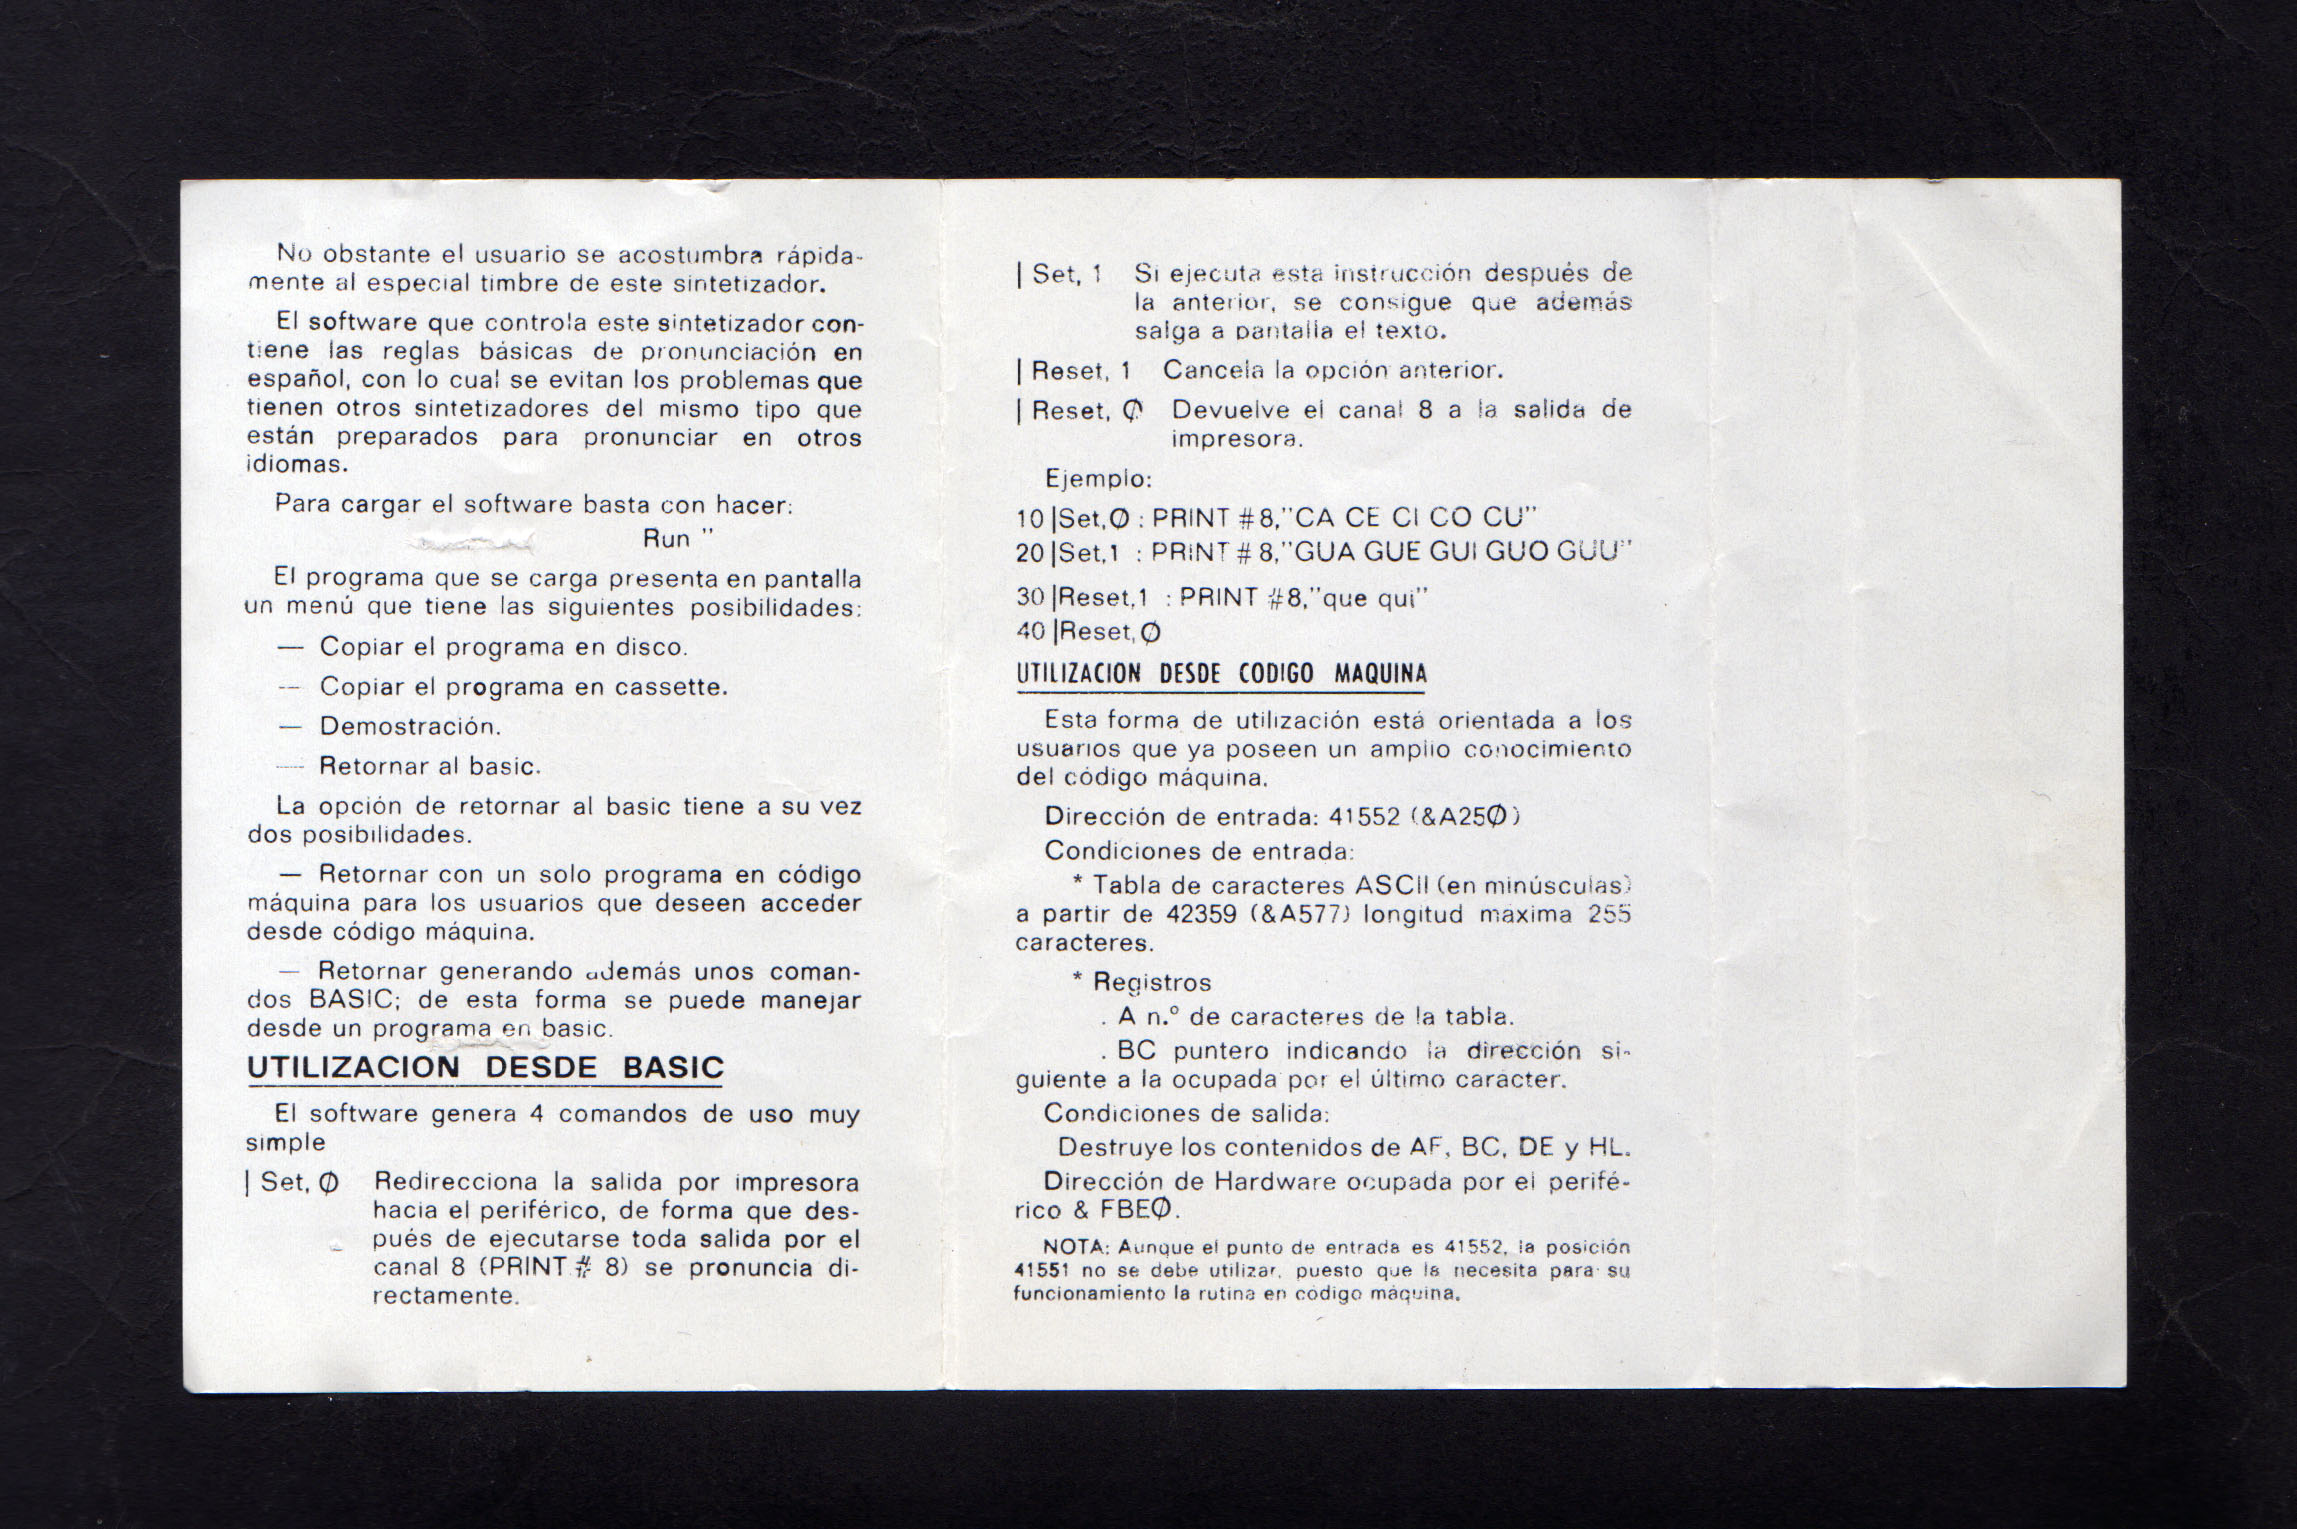 No obstante el usuario se acostumbra rápida-
mente al especial timbre de este sintetizador.
El software que controla este sintetizador con-
tiene las reglas básicas de pronunciación en
español, con lo cual se evitan los problemas que
tienen otros sintetizadores del mismo tipo que
están preparados para pronunciar en otros
idiomas.
Para cargar el software basta con hacer:
Run "
El programa que se carga presenta en pantalla
un menú que tiene las siguientes posibilidades:
— Copiar el programa en disco.
— Copiar el programa en cassette.
— Demostración.
— Retornar al basic.
La opción de retornar al basic tiene a su vez
dos posibilidades.
— Retornar con un solo programa en código
máquina para los usuarios que deseen acceder
desde código máquina.
— Retornar generando además unos coman-
dos BASIC; de esta forma se puede manejar
desde un programa en basic.
UTILIZACION DESDE BASIC
El software genera 4 comandos de uso muy
simple
| Set, Ø Redirecciona la salida por impresora
hacia el periférico, de forma que des-
pués de ejecutarse toda salida por el
canal 8 (PRINT # 8) se pronuncia di-
rectamente.
| Set, 1 Si ejecuta esta instrucción después de
la anterior, se consigue que además
salga a pantalla el texto.
| Reset, 1 Cancela la opción anterior.
| Reset, Ø Devuelve el canal 8 a la salida de
impresora.
Ejemplo:
10 |Set,Ø : PRINT #8,"CA CE CI CO CU"
20 |Set,1 : PRINT # 8,"GUA GUE GUI GUO GUU"
30 |Reset,1 : PRINT #8,"que qui"
40 |Reset,Ø
UTILIZACION DESDE CODIGO MAQUINA
Esta forma de utilización está orientada a los
usuarios que ya poseen un amplio conocimiento
del código máquina.
Dirección de entrada: 41552 (&A25Ø)
Condiciones de entrada:
* Tabla de caracteres ASCII (en minúsculas)
a partir de 42359 (&A577) longitud maxima 255
caracteres.
* Registros
. A n.º de caracteres de la tabla.
. BC puntero indicando la dirección si-
guiente a la ocupada por el último carácter.
Condiciones de salida:
Destruye los contenidos de AF, BC, DE y HL.
Dirección de Hardware ocupada por el perifé-
rico & FBEØ.
NOTA: Aunque el punto de entrada es 41552, la posición
41551 no se debe utilizar, puesto que la necesita para su
funcionamiento la rutina en código máquina.